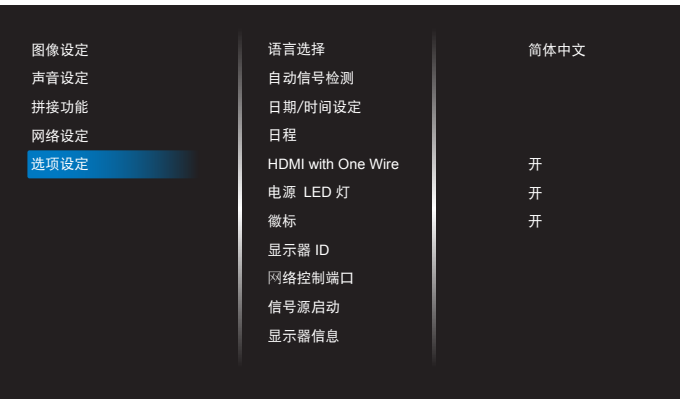 图像设定
声音设定
拼接功能
网络设定
选项设定
语言选择 简体中文
自动信号检测
日期/时间设定
日程
HDMI with One Wire 开
电源 LED 灯 开
徽标 开
显示器 ID
网络控制端口
信号源启动
显示器信息